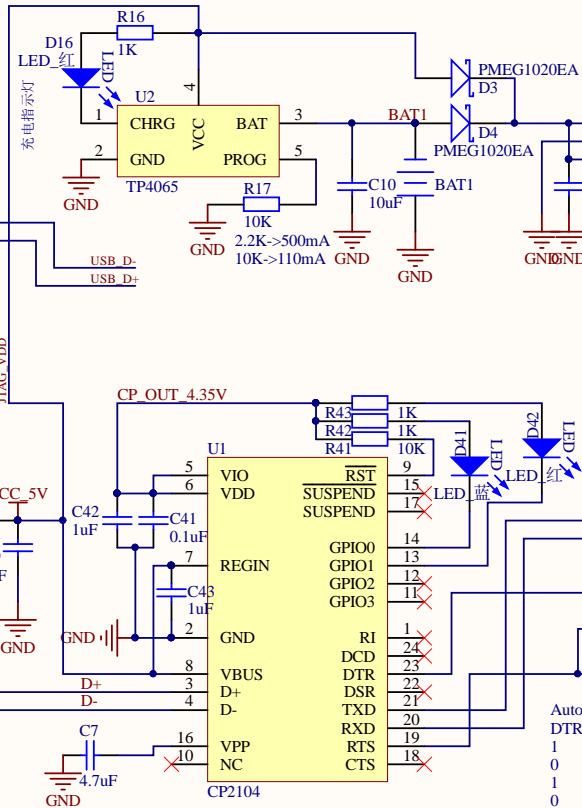 R16
1K
D16
LED_红
LED
充电指示灯
U2
4
1
CHRG
VCC
BAT
3
BAT1
2
GND
PROG
5
TP4065
GND
R17
10K
GND
2.2K->500mA
10K->110mA
C10
10uF
GND
BAT1
GND
PMEG1020EA
D3
D4
PMEG1020EA
GND
GND
USB_D-
USB_D+
JTAG_VDD
CP_OUT_4.35V
R43
1K
R42
1K
R41
10K
D41
LED
LED_蓝
D42
LED
LED_红
U1
5
VIO
6
VDD
7
REGIN
2
GND
8
VBUS
3
D+
4
D-
16
VPP
10
NC
RST
9
SUSPEND
15
SUSPEND
17
GPIO0
14
GPIO1
13
GPIO2
12
GPIO3
11
RI
1
DCD
24
DTR
23
DSR
22
TXD
21
RXD
20
RTS
19
CTS
18
CP2104
C42
1uF
C41
0.1uF
C43
1uF
GND
CC_5V
F
GND
D+
D-
C7
4.7uF
GND
Auto
DTR
1
0
1
0